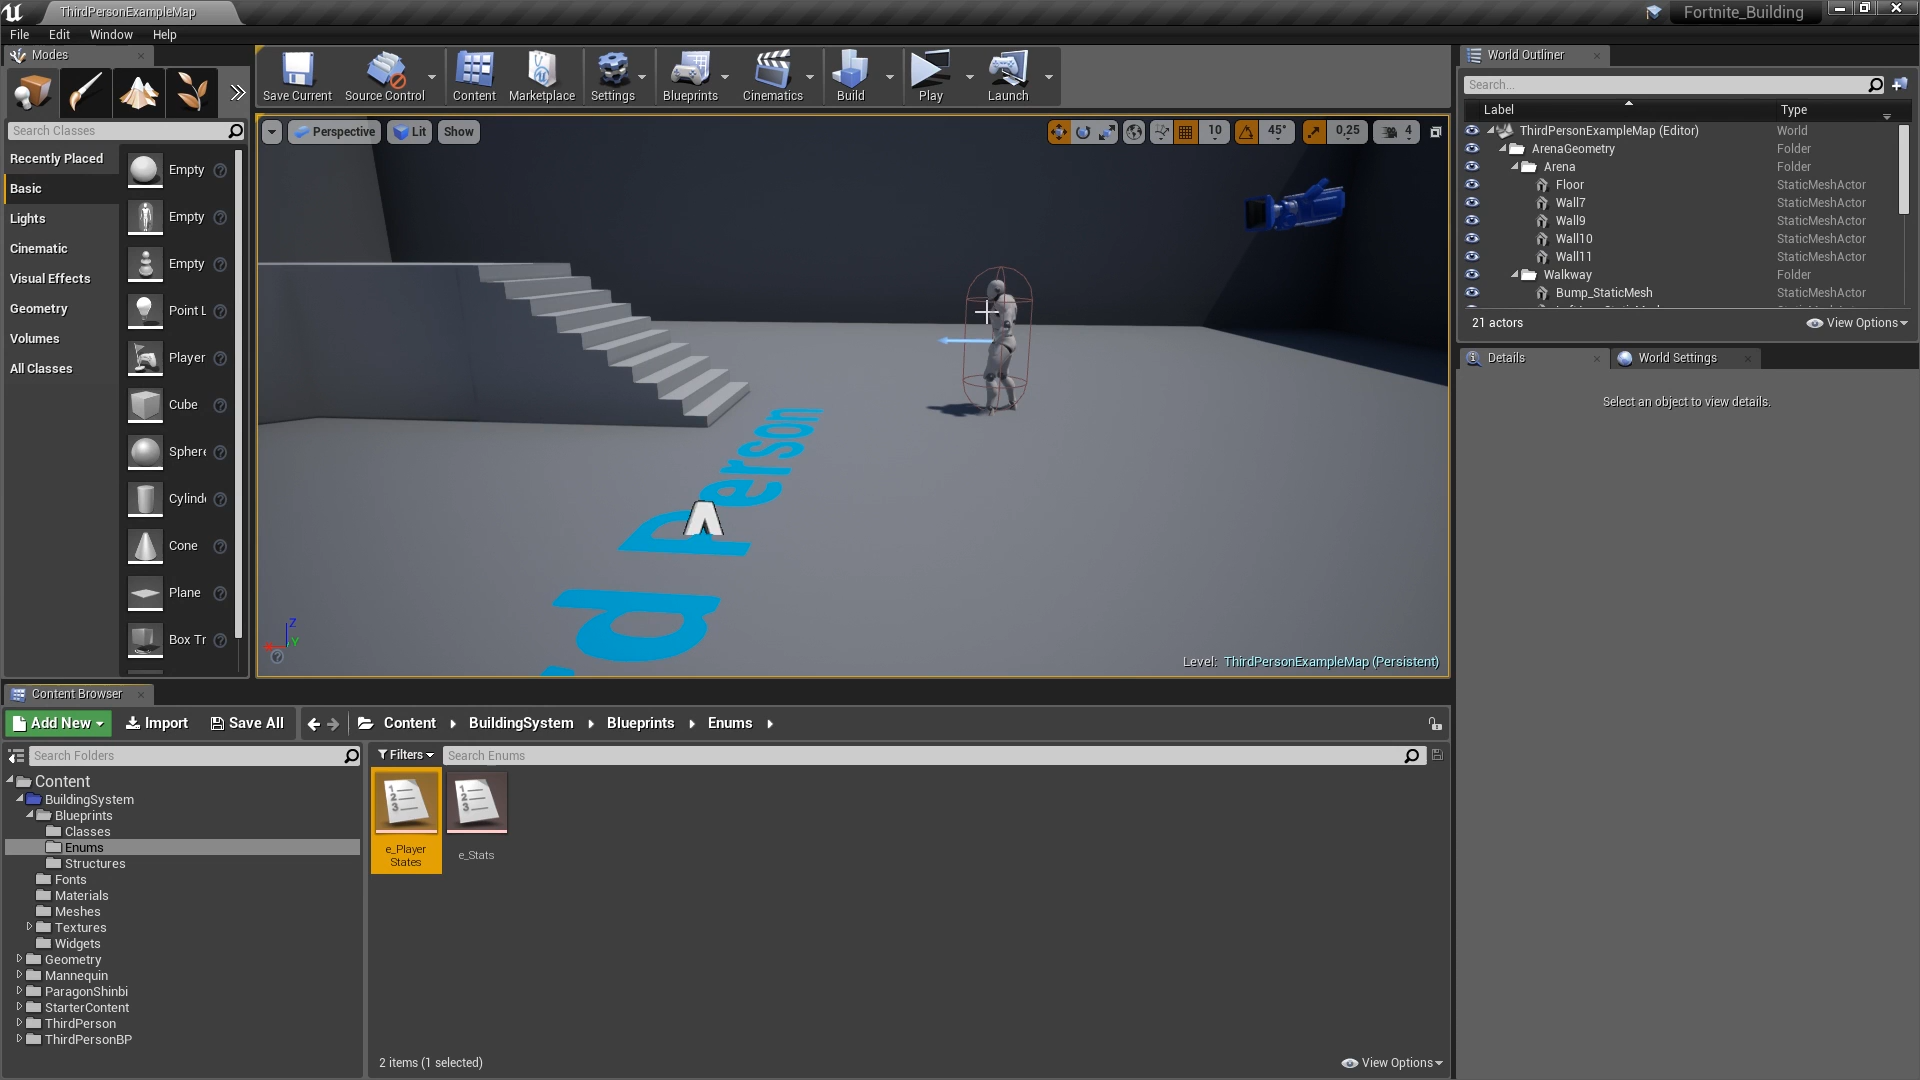 ThirdPersonExampleMap
Fortnite_Building
File Edit Window Help
Modes
Search Classes
Recently Placed
Basic
Lights
Cinematic
Visual Effects
Geometry
Volumes
All Classes
Empty
Empty
Empty
Point L
Player
Cube
Sphere
Cylinde
Cone
Plane
Box Tr
Save Current
Source Control
Content
Marketplace
Settings
Blueprints
Cinematics
Build
Play
Launch
Perspective
Lit
Show
10
45°
0,25
4
d Person
Z
Y
Level: ThirdPersonExampleMap (Persistent)
World Outliner
Search...
Label Type
ThirdPersonExampleMap (Editor) World
ArenaGeometry Folder
Arena Folder
Floor StaticMeshActor
Wall7 StaticMeshActor
Wall9 StaticMeshActor
Wall10 StaticMeshActor
Wall11 StaticMeshActor
Walkway Folder
Bump_StaticMesh StaticMeshActor
21 actors
View Options
Details
World Settings
Select an object to view details.
Content Browser
Add New
Import
Save All
Content
BuildingSystem
Blueprints
Enums
Search Folders
Content
BuildingSystem
Blueprints
Classes
Enums
Structures
Fonts
Materials
Meshes
Textures
Widgets
Geometry
Mannequin
ParagonShinbi
StarterContent
ThirdPerson
ThirdPersonBP
Filters
Search Enums
e_Player
States
e_Stats
2 items (1 selected)
View Options